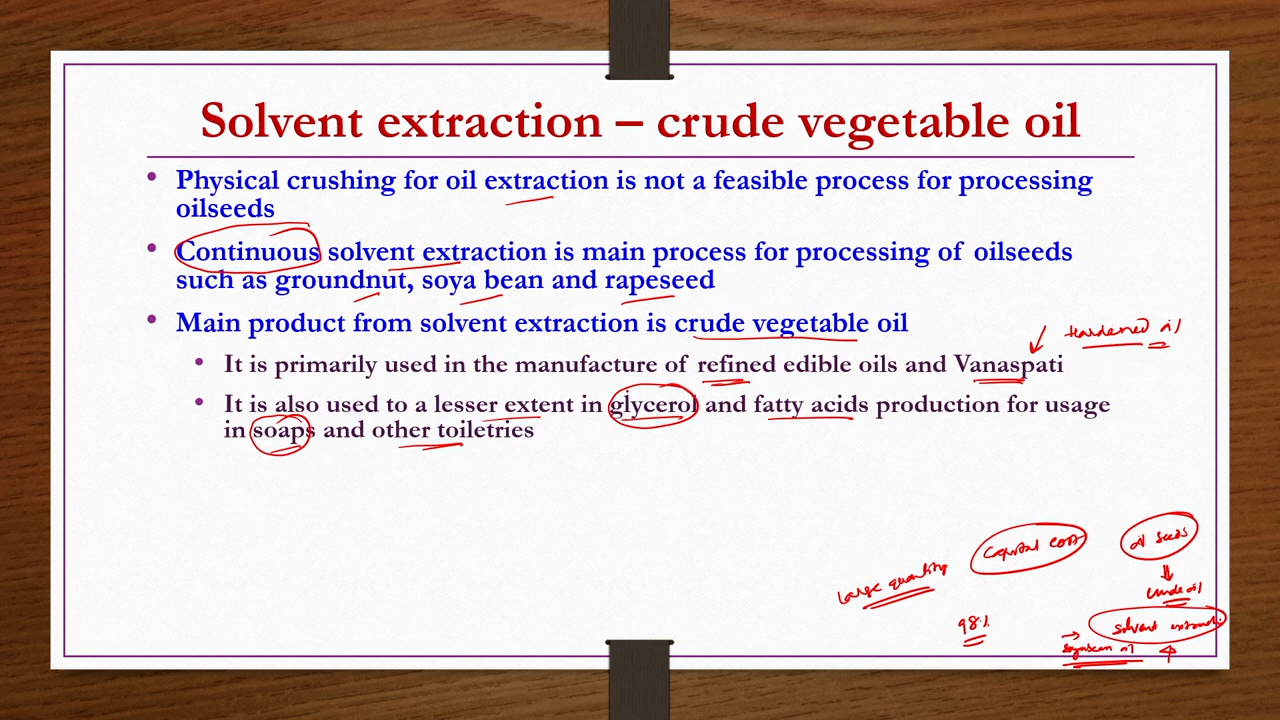 Solvent extraction – crude vegetable oil
• Physical crushing for oil extraction is not a feasible process for processing
oilseeds
• Continuous solvent extraction is main process for processing of oilseeds
such as groundnut, soya bean and rapeseed
• Main product from solvent extraction is crude vegetable oil
Hardened oil
• It is primarily used in the manufacture of refined edible oils and Vanaspati
• It is also used to a lesser extent in glycerol and fatty acids production for usage
in soaps and other toiletries
oil seeds
capital cost
large quantity
crude oil
98%
solvent
soyabean oil